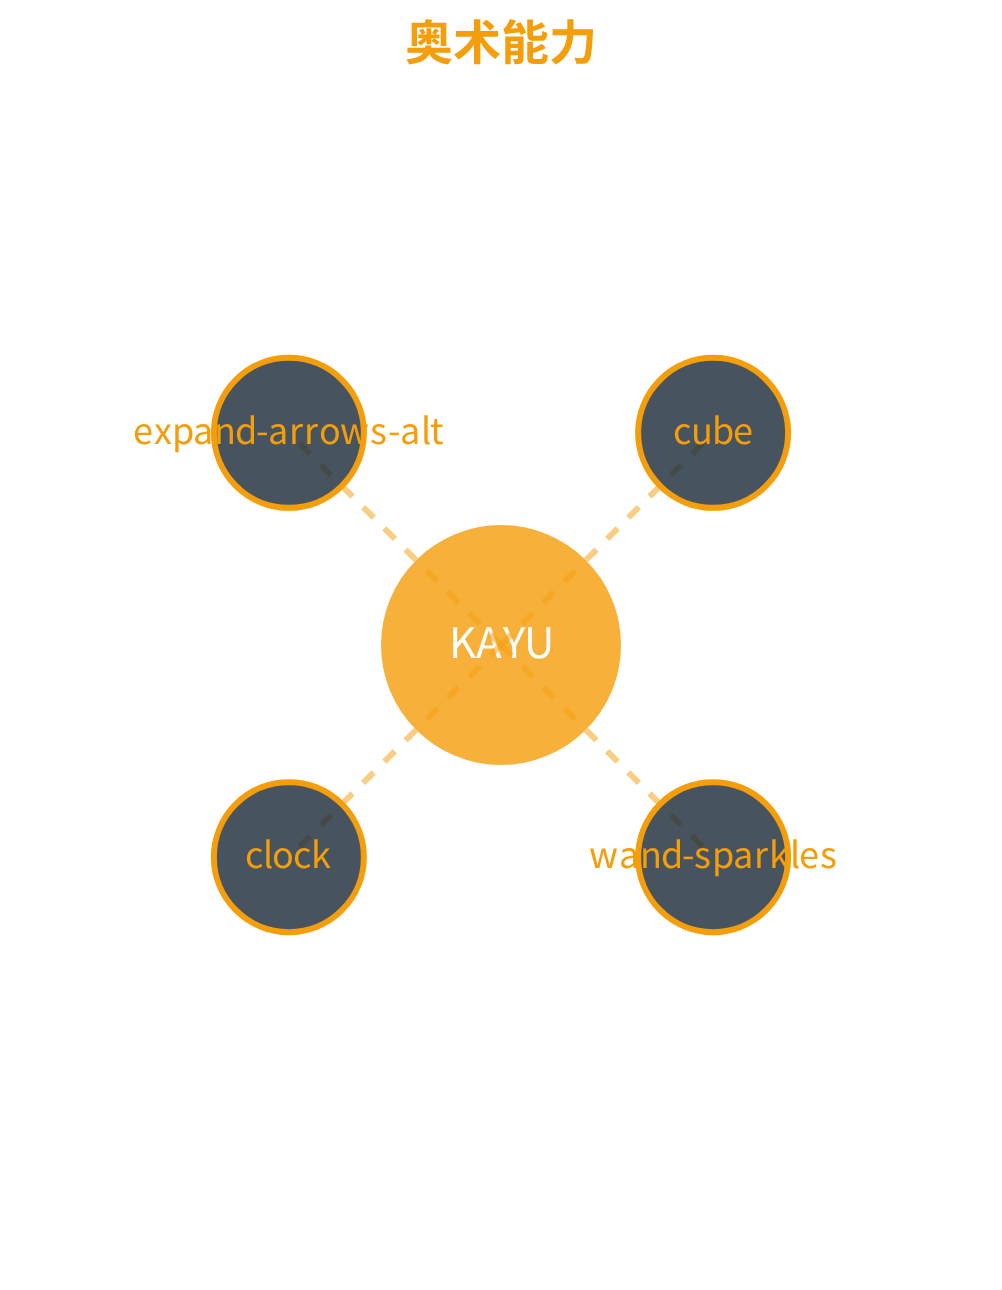 奥术能力
expand-arrows-alt
cube
KAYU
clock
wand-sparkles